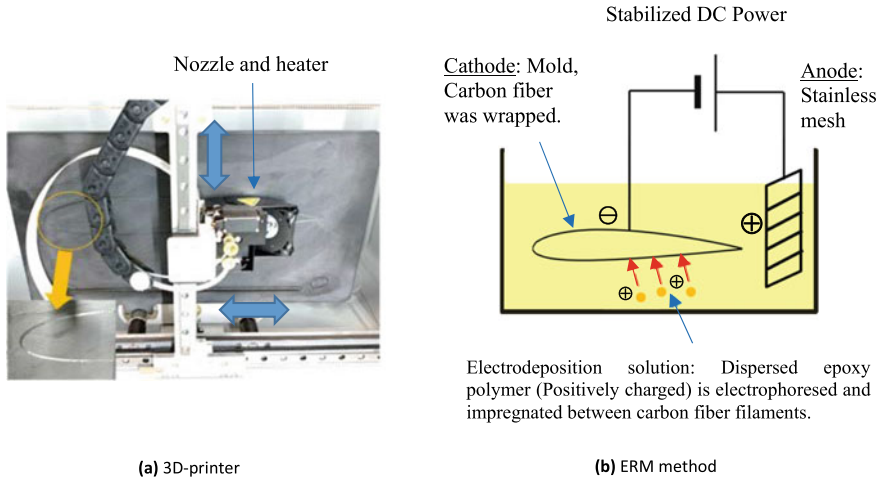 Stabilized DC Power
Nozzle and heater
Cathode: Mold,
Carbon fiber
was wrapped.
Anode:
Stainless
mesh
⊖
⊕
⊕
⊕
Electrodeposition solution: Dispersed epoxy
polymer (Positively charged) is electrophoresed and
impregnated between carbon fiber filaments.
(a) 3D-printer
(b) ERM method